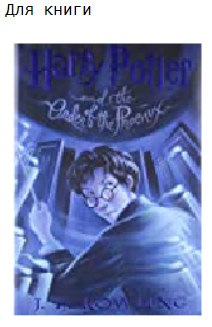 Для книги
Harry Potter
and the
Order of the Phoenix
J. K. ROWLING